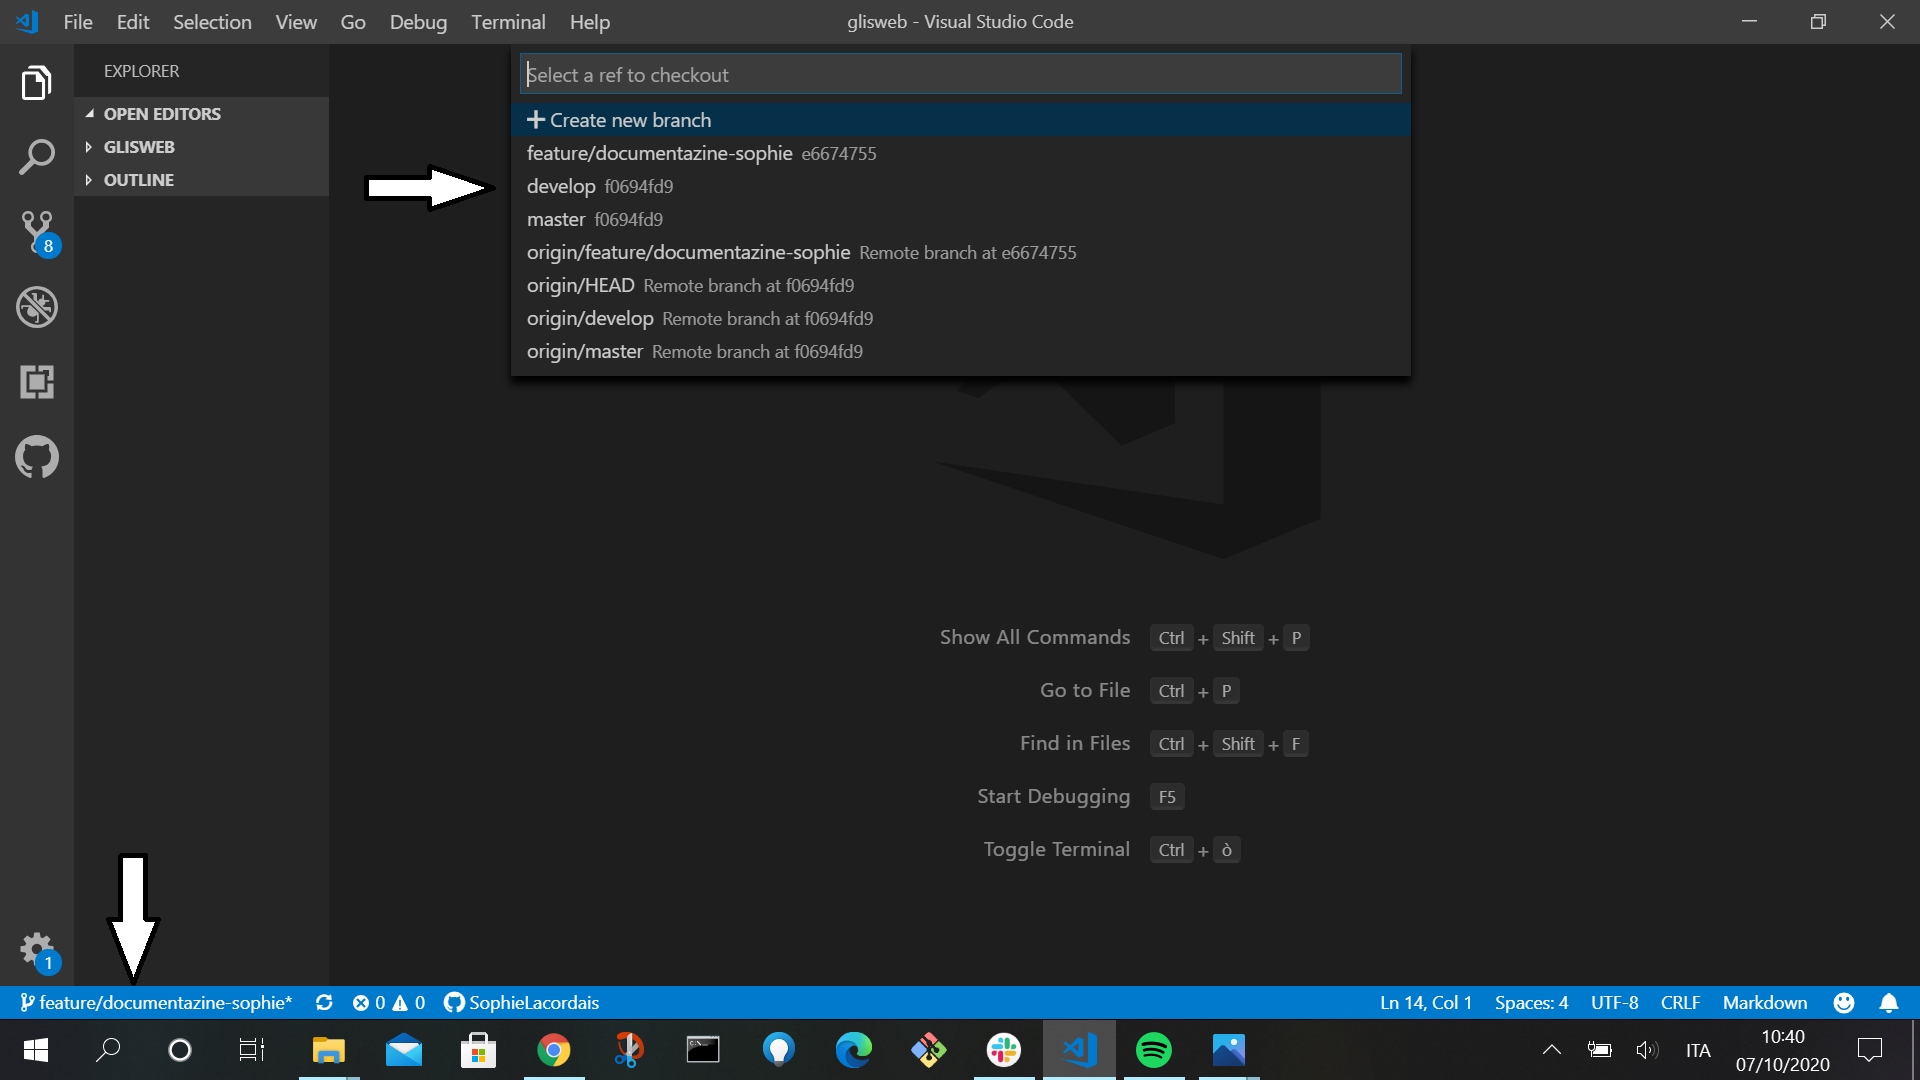 File Edit Selection View Go Debug Terminal Help
glisweb - Visual Studio Code
EXPLORER
OPEN EDITORS
GLISWEB
OUTLINE
Select a ref to checkout
Create new branch
feature/documentazine-sophie e6674755
develop f0694fd9
master f0694fd9
origin/feature/documentazine-sophie Remote branch at e6674755
origin/HEAD Remote branch at f0694fd9
origin/develop Remote branch at f0694fd9
origin/master Remote branch at f0694fd9
8
Show All Commands Ctrl + Shift + P
Go to File Ctrl + P
Find in Files Ctrl + Shift + F
Start Debugging F5
Toggle Terminal Ctrl + ò
1
feature/documentazine-sophie* 0 0 SophieLacordais Ln 14, Col 1 Spaces: 4 UTF-8 CRLF Markdown
ITA
10:40
07/10/2020